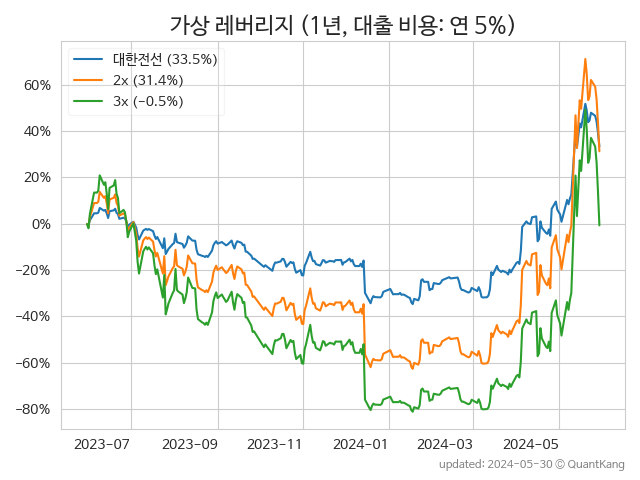 가상 레버리지 (1년, 대출 비용: 연 5%)
대한전선 (33.5%)
2x (31.4%)
3x (−0.5%)
60%
40%
20%
0%
−20%
−40%
−60%
−80%
2023-07 2023-09 2023-11 2024-01 2024-03 2024-05
updated: 2024-05-30 ⓒ QuantKang